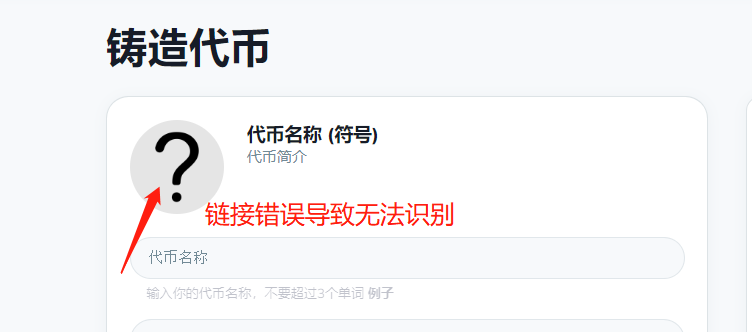 铸造代币
?
代币名称 (符号)
代币简介
链接错误导致无法识别
代币名称
输入你的代币名称，不要超过3个单词 例子